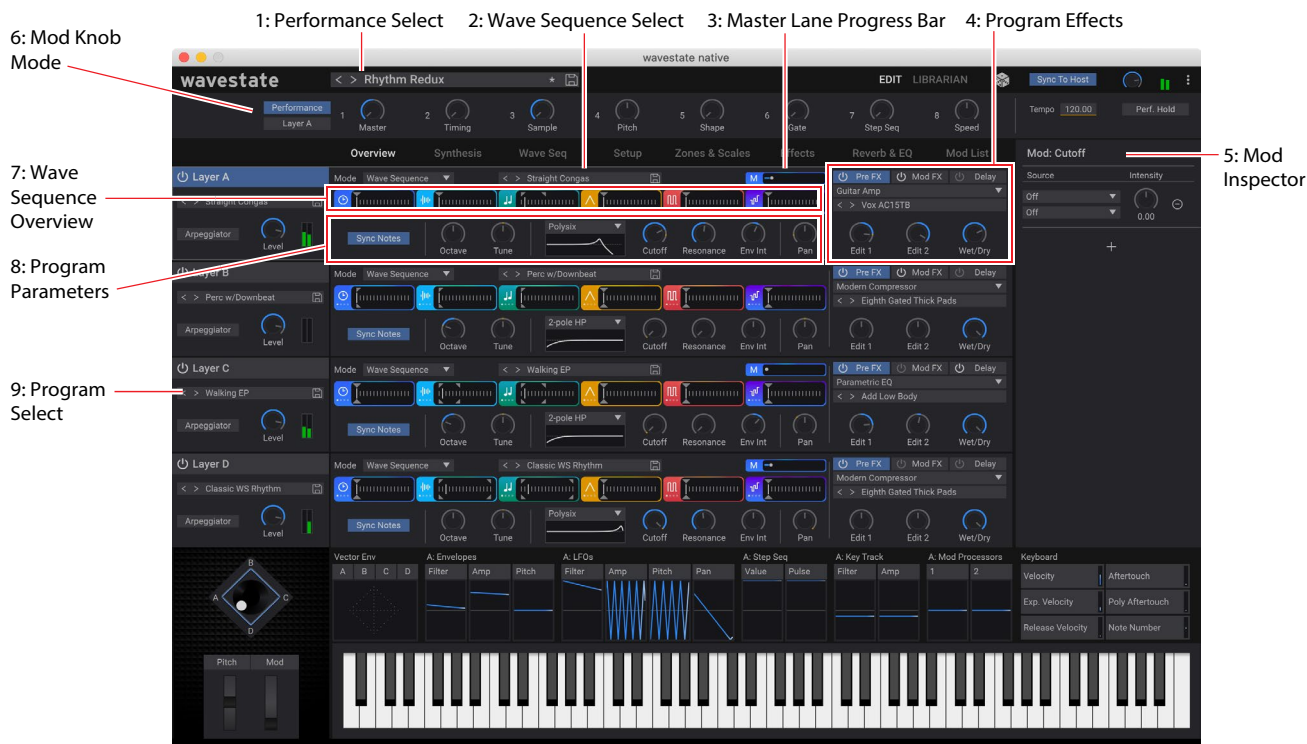 1: Performance Select 2: Wave Sequence Select 3: Master Lane Progress Bar 4: Program Effects
6: Mod Knob
Mode
wavestate native
wavestate < > Rhythm Redux * EDIT LIBRARIAN Sync To Host
Performance
Layer A
1 Master 2 Timing 3 Sample 4 Pitch 5 Shape 6 Gate 7 Step Seq 8 Speed
Tempo 120.00 Perf. Hold
Overview Synthesis Wave Seq Setup Zones & Scales Effects Reverb & EQ Mod List Mod: Cutoff
5: Mod
Inspector
Source Intensity
Off
Off
0.00
+
7: Wave
Sequence
Overview
8: Program
Parameters
9: Program
Select
Layer A Mode Wave Sequence < > Straight Congas M Pre FX Mod FX Delay
< > Straight Congas Guitar Amp
< > Vox AC15TB
Arpeggiator Level Sync Notes Octave Tune Polysix Cutoff Resonance Env Int Pan Edit 1 Edit 2 Wet/Dry
Layer B Mode Wave Sequence < > Perc w/Downbeat Pre FX Mod FX Delay
< > Perc w/Downbeat Modern Compressor
< > Eighth Gated Thick Pads
Arpeggiator Level Sync Notes Octave Tune 2-pole HP Cutoff Resonance Env Int Pan Edit 1 Edit 2 Wet/Dry
Layer C Mode Wave Sequence < > Walking EP M Pre FX Mod FX Delay
< > Walking EP Parametric EQ
< > Add Low Body
Arpeggiator Level Sync Notes Octave Tune 2-pole HP Cutoff Resonance Env Int Pan Edit 1 Edit 2 Wet/Dry
Layer D Mode Wave Sequence < > Classic WS Rhythm M Pre FX Mod FX Delay
< > Classic WS Rhythm Modern Compressor
< > Eighth Gated Thick Pads
Arpeggiator Level Sync Notes Octave Tune Polysix Cutoff Resonance Env Int Pan Edit 1 Edit 2 Wet/Dry
B
A C
D
Vector Env A: Envelopes A: LFOs A: Step Seq A: Key Track A: Mod Processors Keyboard
A B C D Filter Amp Pitch Filter Amp Pitch Pan Value Pulse Filter Amp 1 2
Velocity Aftertouch
Exp. Velocity Poly Aftertouch
Release Velocity Note Number
Pitch Mod